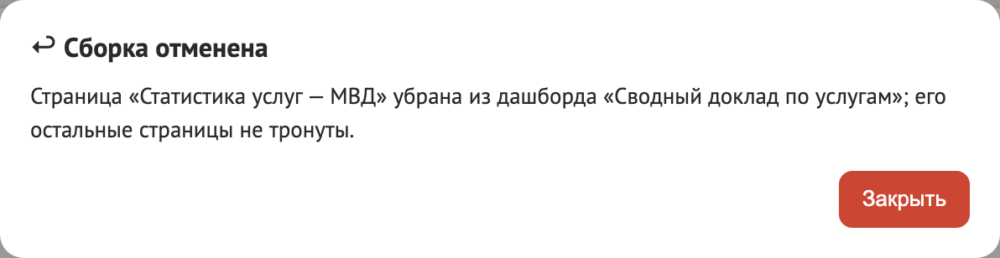 ↩ Сборка отменена
Страница «Статистика услуг — МВД» убрана из дашборда «Сводный доклад по услугам»; его
остальные страницы не тронуты.
Закрыть